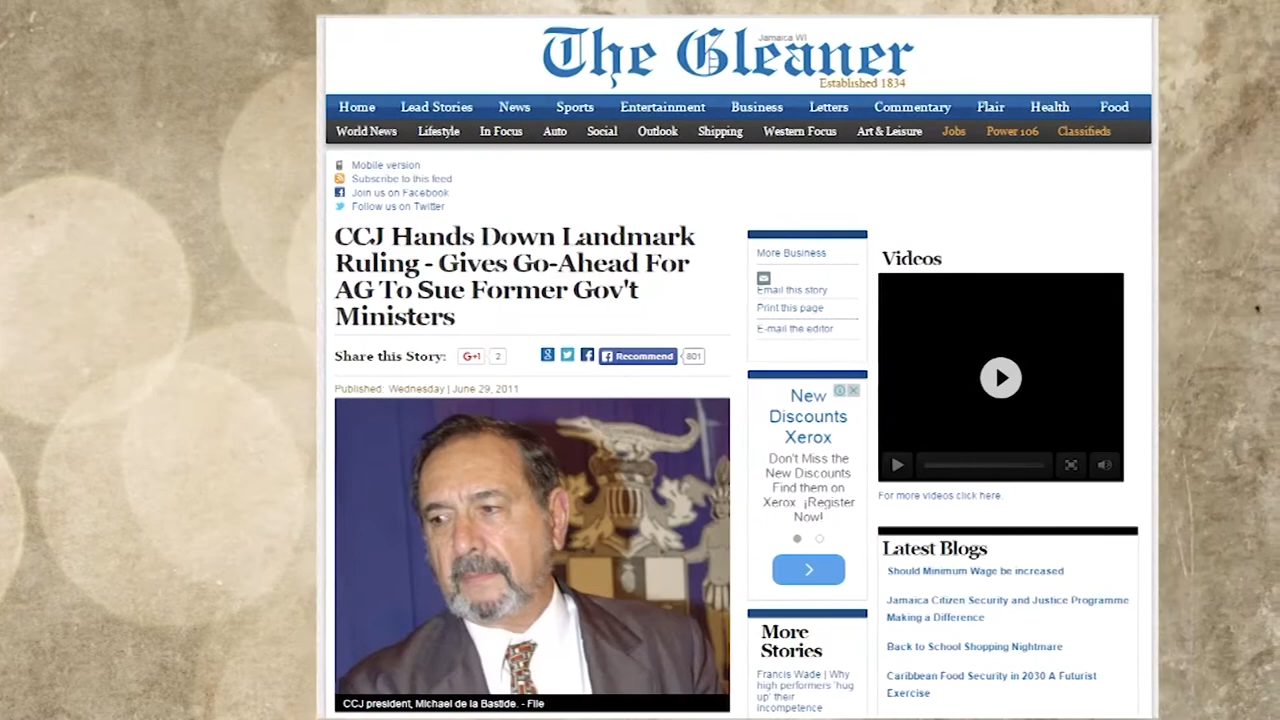 Jamaica WI
The Gleaner
Established 1834
Home Lead Stories News Sports Entertainment Business Letters Commentary Flair Health Food
World News Lifestyle In Focus Auto Social Outlook Shipping Western Focus Art & Leisure Jobs Power 106 Classifieds
Mobile version
Subscribe to this feed
Join us on Facebook
Follow us on Twitter
CCJ Hands Down Landmark
Ruling - Gives Go-Ahead For
AG To Sue Former Gov't
Ministers
Share this Story: G+1 2 Recommend 801
Published: Wednesday | June 29, 2011
CCJ president, Michael de la Bastide. - File
More Business
Email this story
Print this page
E-mail the editor
New
Discounts
Xerox
Don't Miss the
New Discounts
Find them on
Xerox ¡Register
Now!
More
Stories
Francis Wade | Why
high performers 'hug
up' their
incompetence
Videos
For more videos click here.
Latest Blogs
Should Minimum Wage be increased
Jamaica Citizen Security and Justice Programme
Making a Difference
Back to School Shopping Nightmare
Caribbean Food Security in 2030 A Futurist
Exercise